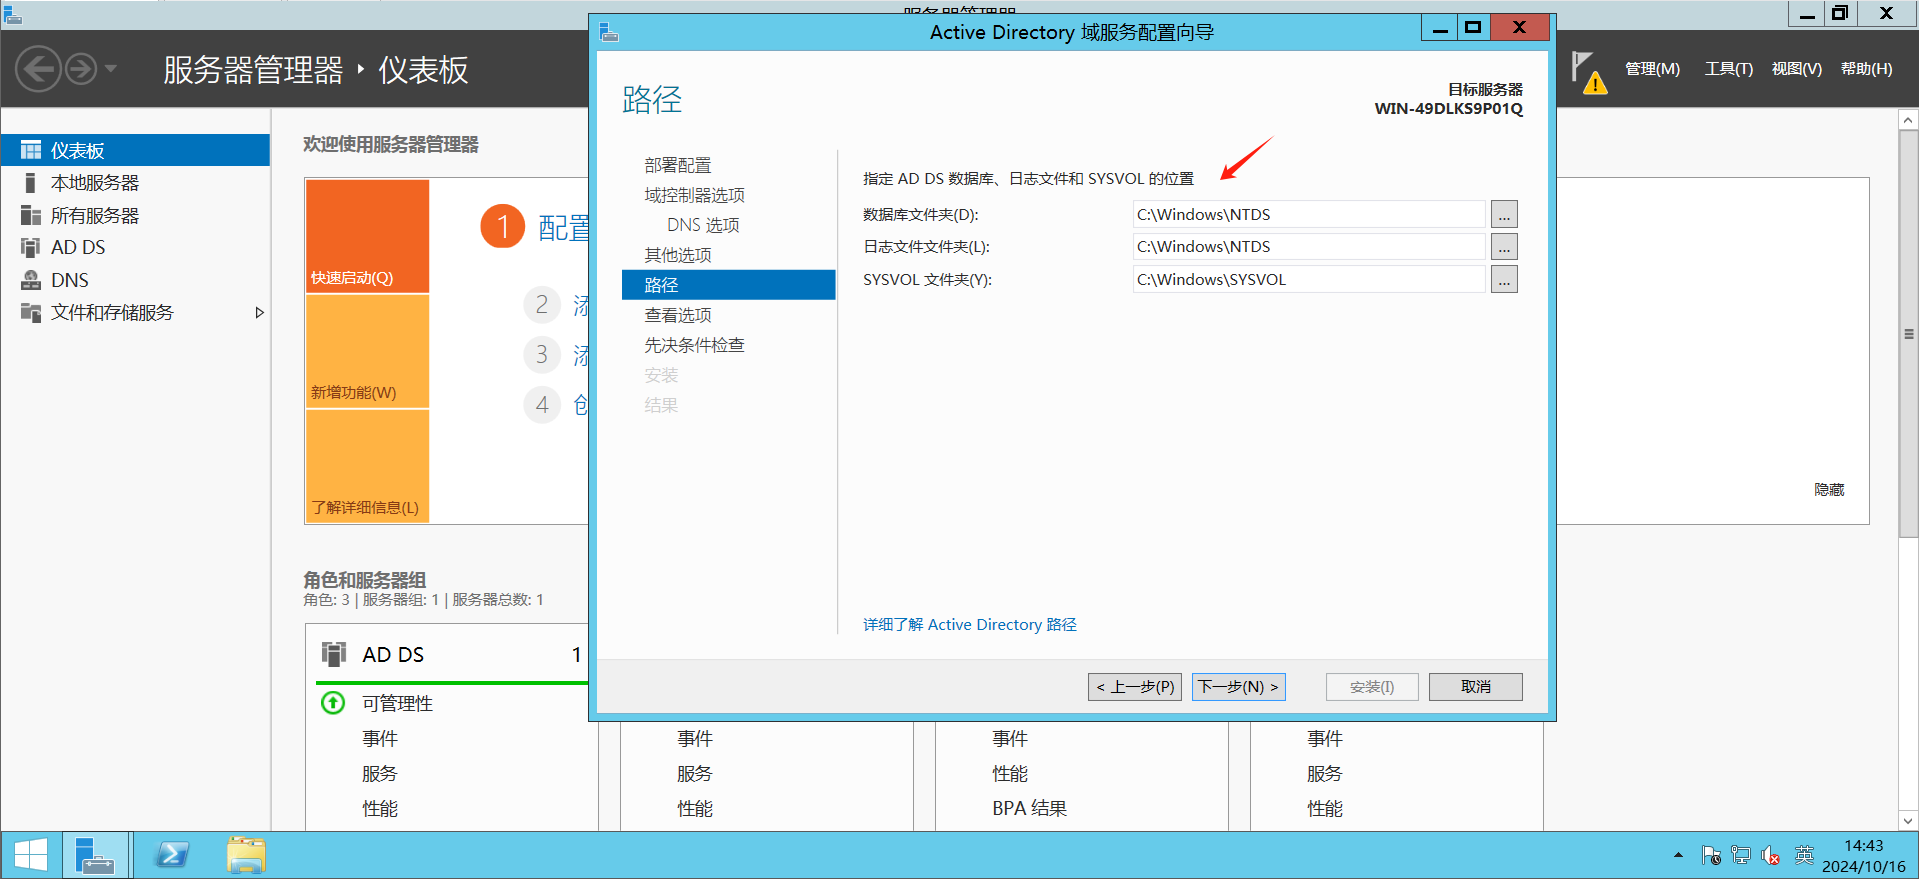 Active Directory 域服务配置向导
服务器管理器 · 仪表板
管理(M) 工具(T) 视图(V) 帮助(H)
仪表板
本地服务器
所有服务器
AD DS
DNS
文件和存储服务
欢迎使用服务器管理器
快速启动(Q)
新增功能(W)
了解详细信息(L)
1 配置
2 添
3 添
4 创
隐藏
角色和服务器组
角色: 3 | 服务器组: 1 | 服务器总数: 1
AD DS 1
可管理性
事件
服务
性能
事件
服务
性能
事件
性能
BPA 结果
事件
服务
性能
路径
目标服务器
WIN-49DLKS9P01Q
部署配置
域控制器选项
DNS 选项
其他选项
路径
查看选项
先决条件检查
安装
结果
指定 AD DS 数据库、日志文件和 SYSVOL 的位置
数据库文件夹(D): C:\Windows\NTDS ...
日志文件文件夹(L): C:\Windows\NTDS ...
SYSVOL 文件夹(Y): C:\Windows\SYSVOL ...
详细了解 Active Directory 路径
< 上一步(P) 下一步(N) > 安装(I) 取消
英
14:43
2024/10/16